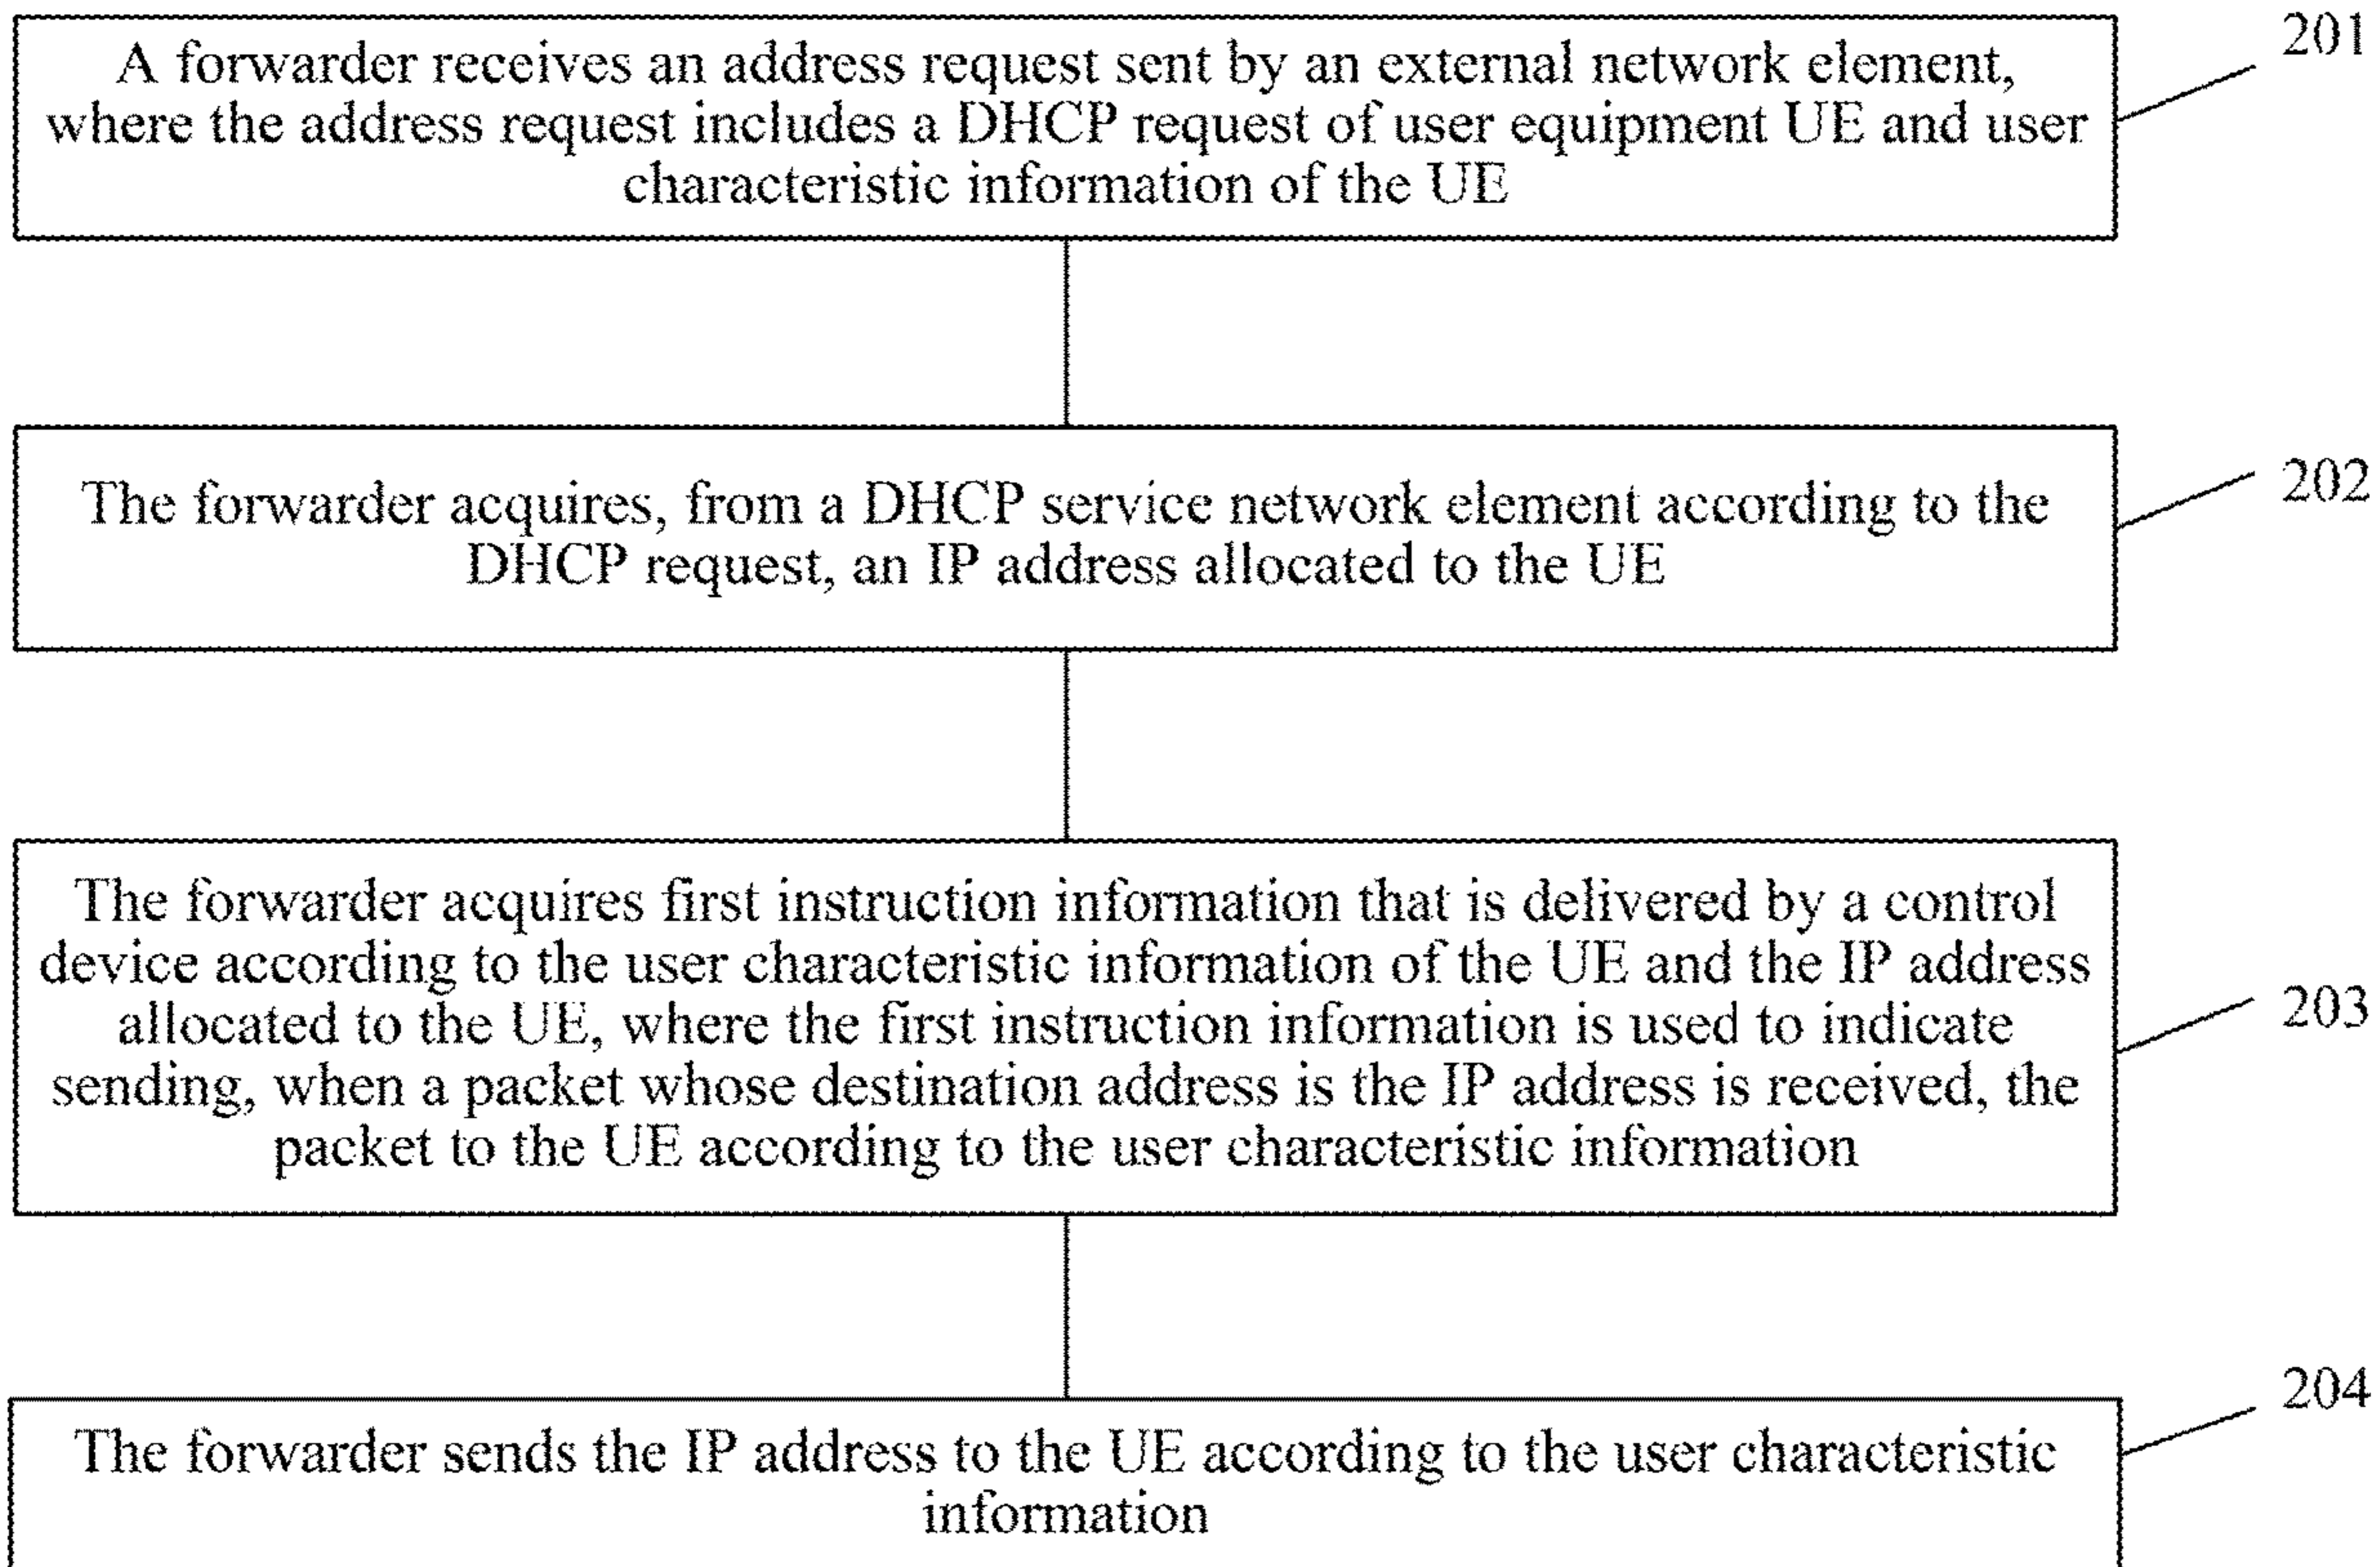 201
A forwarder receives an address request sent by an external network element,
where the address request includes a DHCP request of user equipment UE and user
characteristic information of the UE
202
The forwarder acquires, from a DHCP service network element according to the
DHCP request, an IP address allocated to the UE
The forwarder acquires first instruction information that is delivered by a control
device according to the user characteristic information of the UE and the IP address
allocated to the UE, where the first instruction information is used to indicate
203
sending, when a packet whose destination address is the IP address is received, the
packet to the UE according to the user characteristic information
204
The forwarder sends the IP address to the UE according to the user characteristic
information